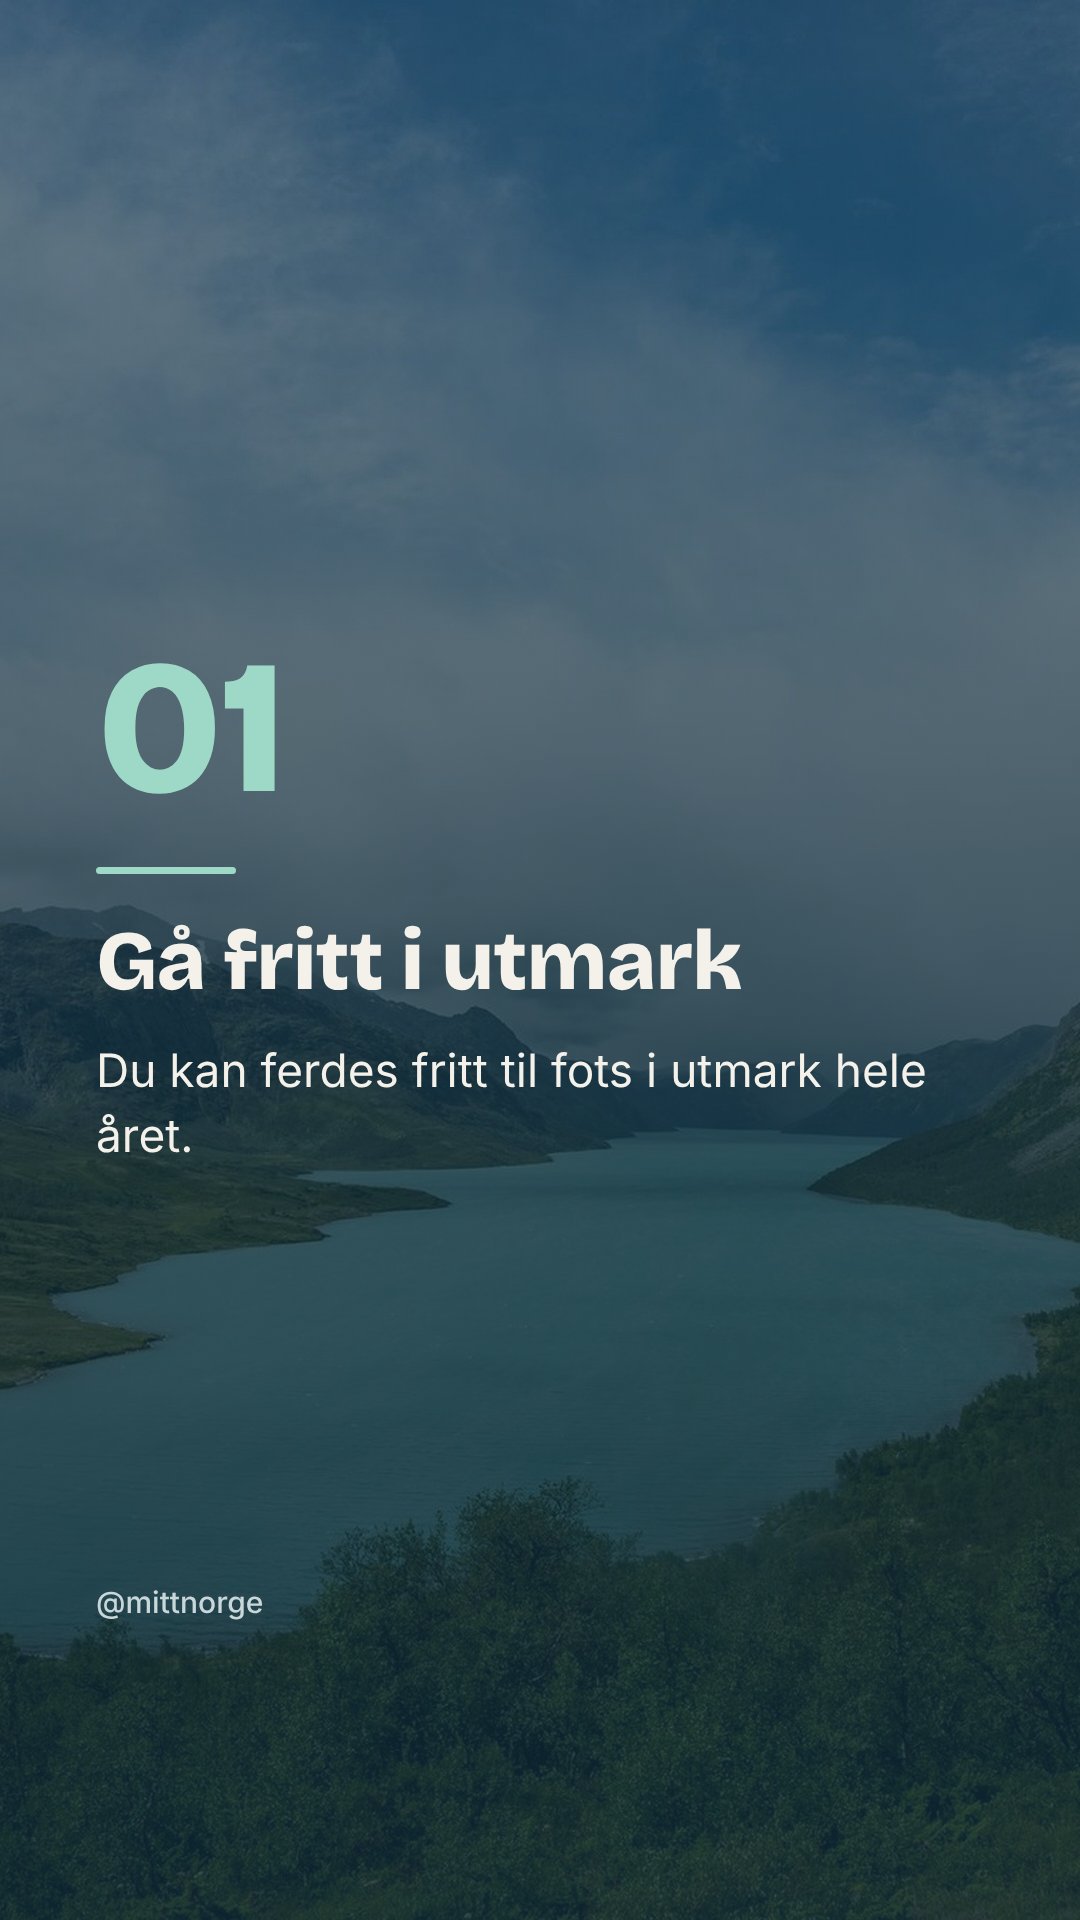 01
Gå fritt i utmark
Du kan ferdes fritt til fots i utmark hele
året.
@mittnorge